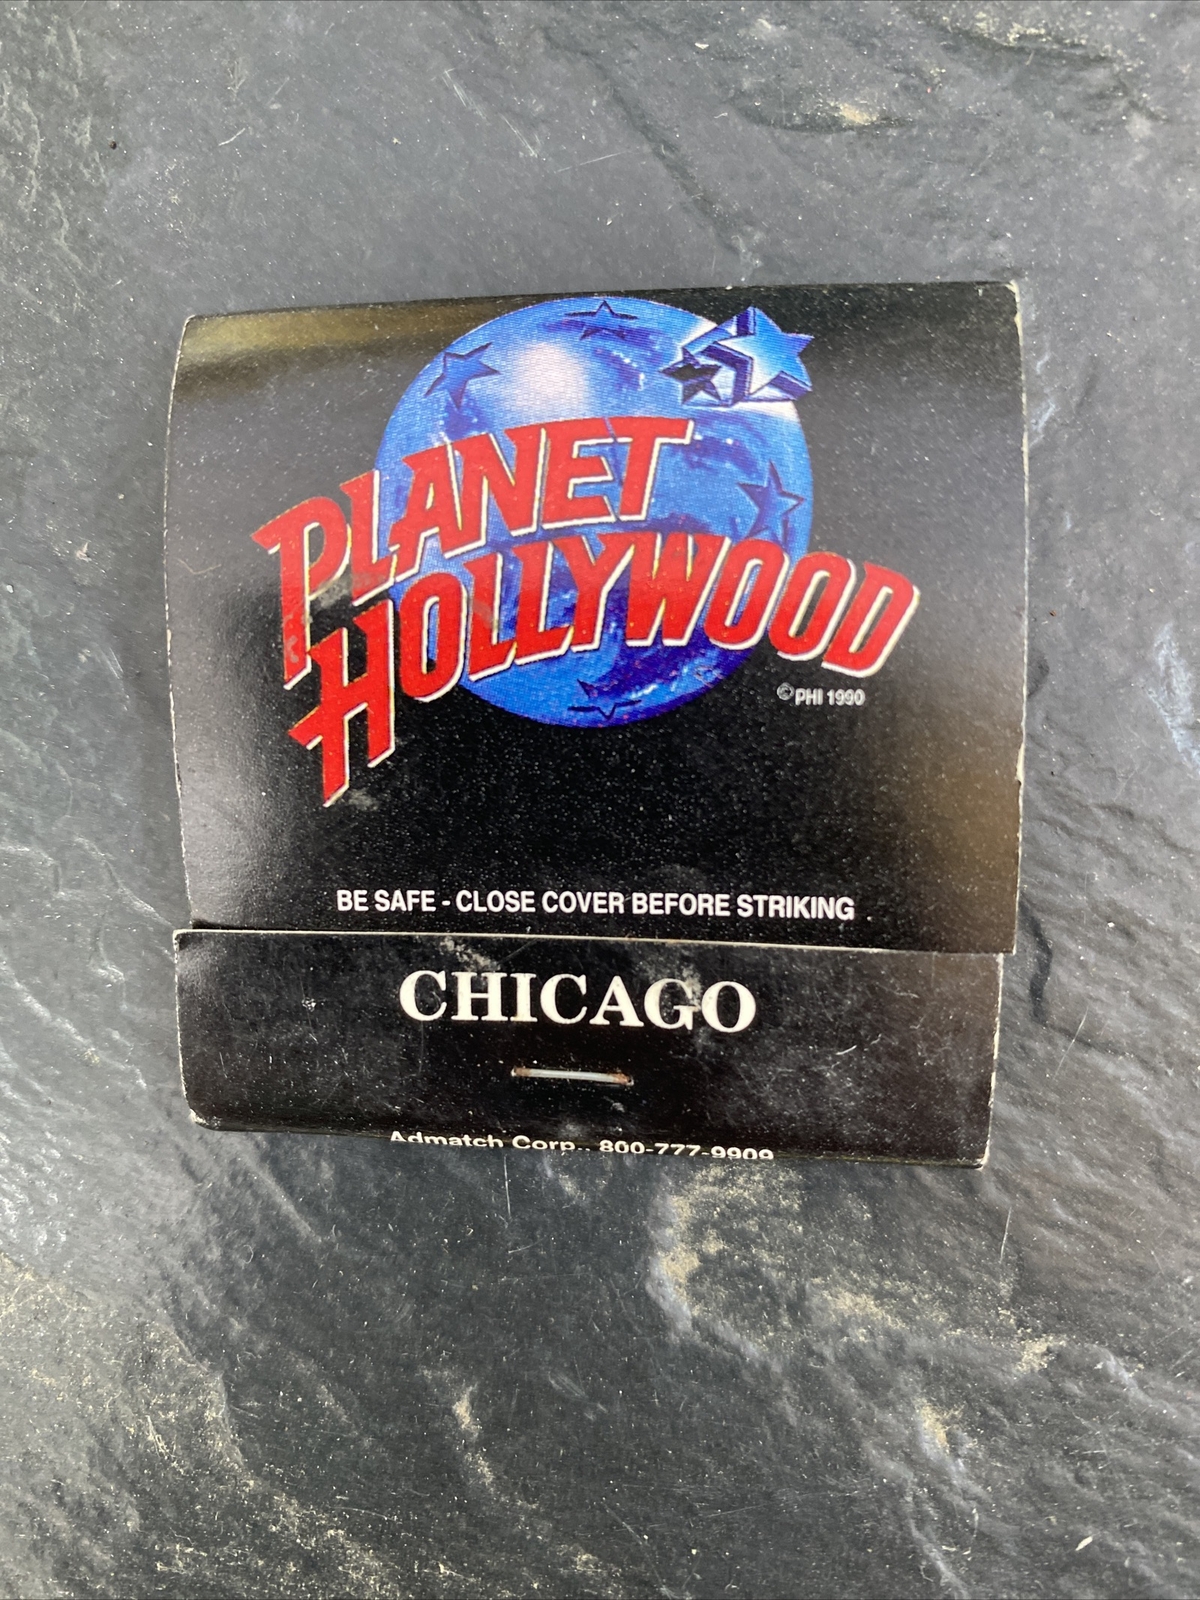 PLANET
HOLLYWOOD
©PHI 1990
BE SAFE - CLOSE COVER BEFORE STRIKING
CHICAGO
Admatch Corp., 800-777-9909